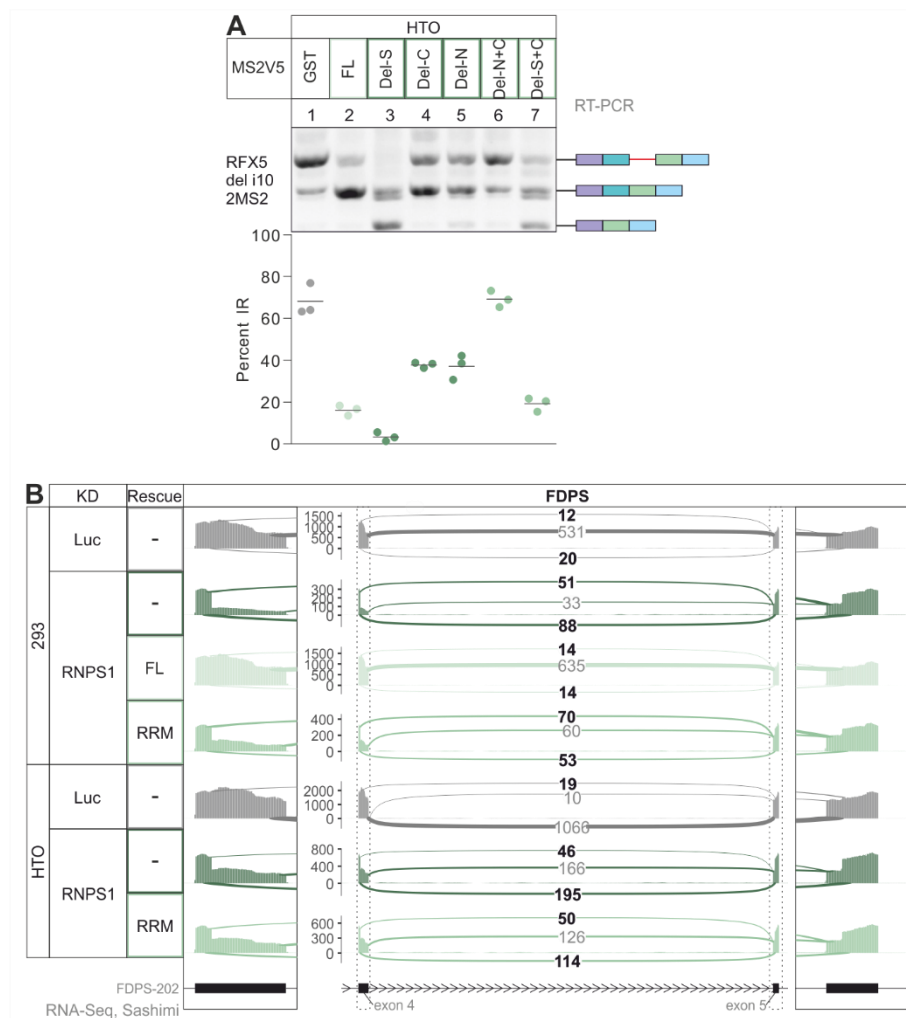 A
HTO
MS2V5
GST
FL
Del-S
Del-C
Del-N
Del-N+C
Del-S+C
1 2 3 4 5 6 7
RT-PCR
RFX5
del i10
2MS2
Percent IR
100
80
60
40
20
0
B
KD Rescue FDPS
293
Luc
-
1500
1000
500
0
12
531
20
RNPS1
-
300
200
100
0
51
33
88
FL
1500
1000
500
0
14
635
14
RRM
400
200
0
70
60
53
HTO
Luc
-
2000
1000
0
19
10
1066
RNPS1
-
800
400
0
46
166
195
RRM
600
300
0
50
126
114
FDPS-202
exon 4 exon 5
RNA-Seq, Sashimi